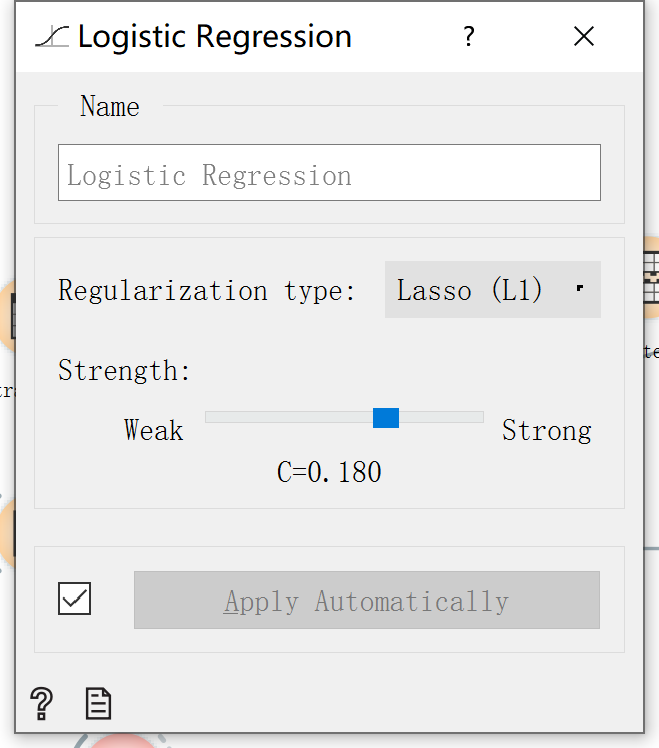 Logistic Regression
Name
Logistic Regression
Regularization type: Lasso (L1)
Strength:
Weak Strong
C=0.180
Apply Automatically